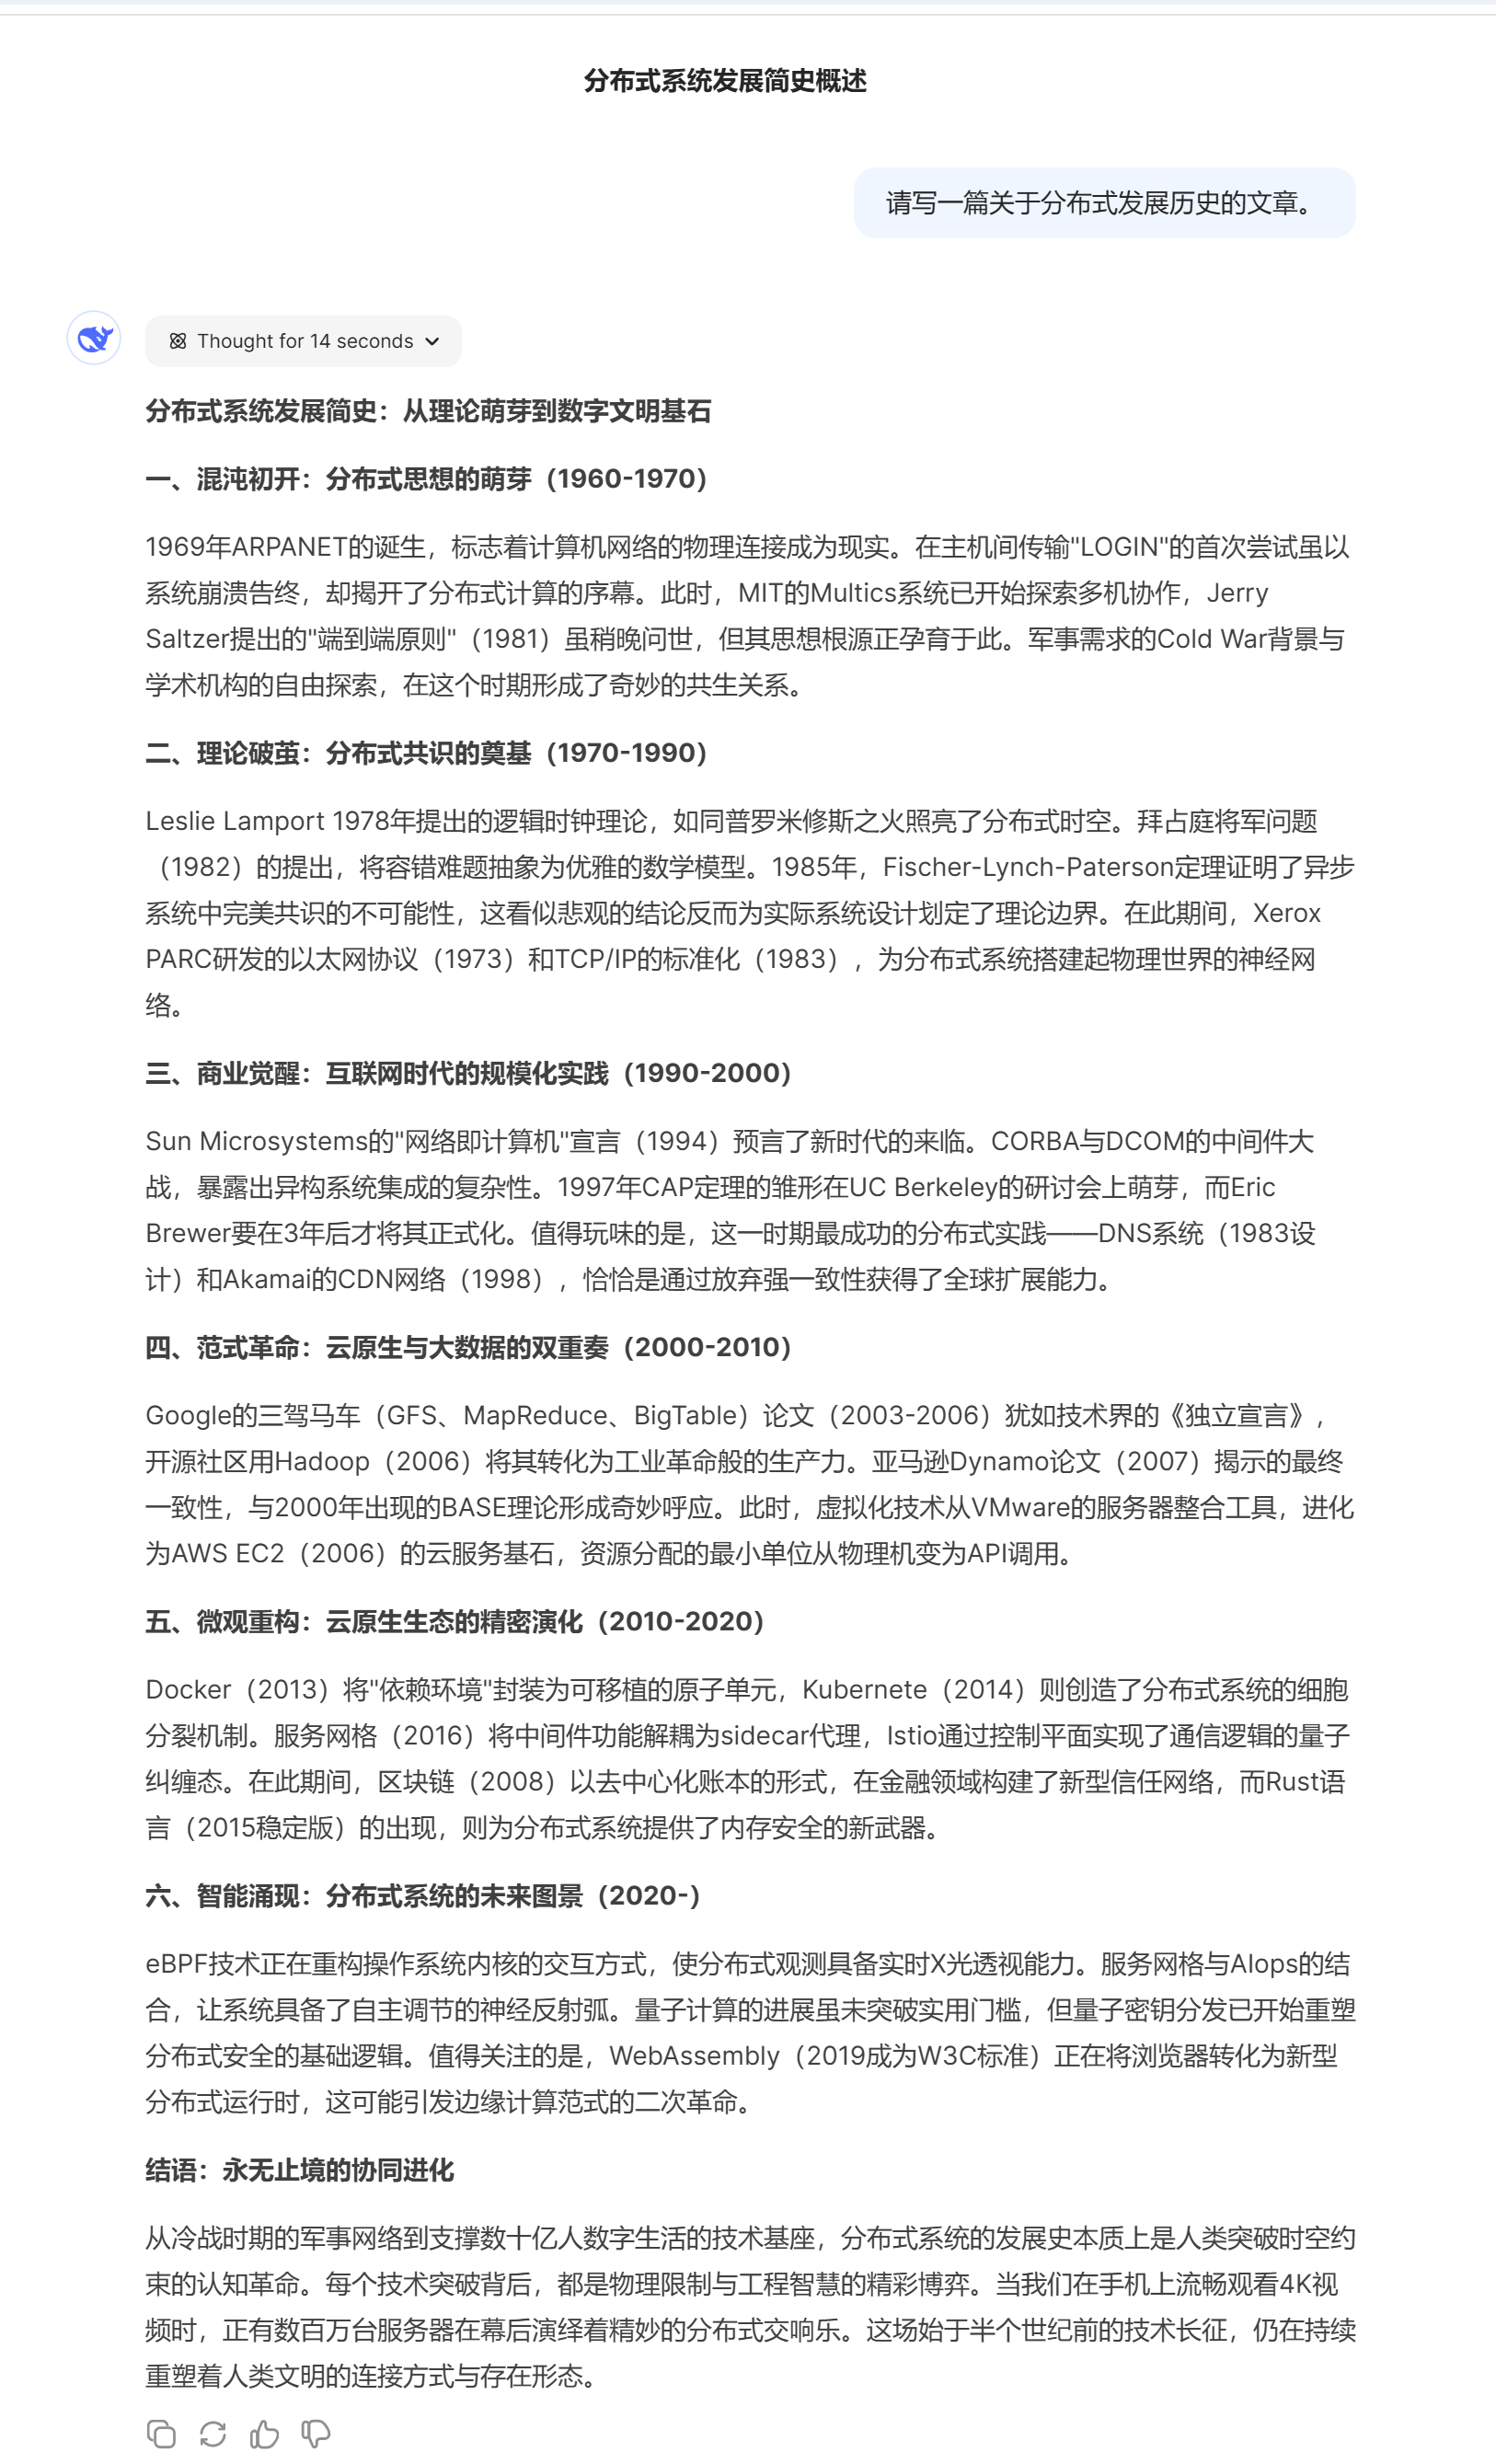 分布式系统发展简史概述
请写一篇关于分布式发展历史的文章。
Thought for 14 seconds
分布式系统发展简史：从理论萌芽到数字文明基石
一、混沌初开：分布式思想的萌芽（1960-1970）
1969年ARPANET的诞生，标志着计算机网络的物理连接成为现实。在主机间传输"LOGIN"的首次尝试虽以
系统崩溃告终，却揭开了分布式计算的序幕。此时，MIT的Multics系统已开始探索多机协作，Jerry
Saltzer提出的"端到端原则"（1981）虽稍晚问世，但其思想根源正孕育于此。军事需求的Cold War背景与
学术机构的自由探索，在这个时期形成了奇妙的共生关系。
二、理论破茧：分布式共识的奠基（1970-1990）
Leslie Lamport 1978年提出的逻辑时钟理论，如同普罗米修斯之火照亮了分布式时空。拜占庭将军问题
（1982）的提出，将容错难题抽象为优雅的数学模型。1985年，Fischer-Lynch-Paterson定理证明了异步
系统中完美共识的不可能性，这看似悲观的结论反而为实际系统设计划定了理论边界。在此期间，Xerox
PARC研发的以太网协议（1973）和TCP/IP的标准化（1983），为分布式系统搭建起物理世界的神经网
络。
三、商业觉醒：互联网时代的规模化实践（1990-2000）
Sun Microsystems的"网络即计算机"宣言（1994）预言了新时代的来临。CORBA与DCOM的中间件大
战，暴露出异构系统集成的复杂性。1997年CAP定理的雏形在UC Berkeley的研讨会上萌芽，而Eric
Brewer要在3年后才将其正式化。值得玩味的是，这一时期最成功的分布式实践——DNS系统（1983设
计）和Akamai的CDN网络（1998），恰恰是通过放弃强一致性获得了全球扩展能力。
四、范式革命：云原生与大数据的双重奏（2000-2010）
Google的三驾马车（GFS、MapReduce、BigTable）论文（2003-2006）犹如技术界的《独立宣言》，
开源社区用Hadoop（2006）将其转化为工业革命般的生产力。亚马逊Dynamo论文（2007）揭示的最终
一致性，与2000年出现的BASE理论形成奇妙呼应。此时，虚拟化技术从VMware的服务器整合工具，进化
为AWS EC2（2006）的云服务基石，资源分配的最小单位从物理机变为API调用。
五、微观重构：云原生生态的精密演化（2010-2020）
Docker（2013）将"依赖环境"封装为可移植的原子单元，Kubernete（2014）则创造了分布式系统的细胞
分裂机制。服务网格（2016）将中间件功能解耦为sidecar代理，Istio通过控制平面实现了通信逻辑的量子
纠缠态。在此期间，区块链（2008）以去中心化账本的形式，在金融领域构建了新型信任网络，而Rust语
言（2015稳定版）的出现，则为分布式系统提供了内存安全的新武器。
六、智能涌现：分布式系统的未来图景（2020-）
eBPF技术正在重构操作系统内核的交互方式，使分布式观测具备实时X光透视能力。服务网格与AIops的结
合，让系统具备了自主调节的神经反射弧。量子计算的进展虽未突破实用门槛，但量子密钥分发已开始重塑
分布式安全的基础逻辑。值得关注的是，WebAssembly（2019成为W3C标准）正在将浏览器转化为新型
分布式运行时，这可能引发边缘计算范式的二次革命。
结语：永无止境的协同进化
从冷战时期的军事网络到支撑数十亿人数字生活的技术基座，分布式系统的发展史本质上是人类突破时空约
束的认知革命。每个技术突破背后，都是物理限制与工程智慧的精彩博弈。当我们在手机上流畅观看4K视
频时，正有数百万台服务器在幕后演绎着精妙的分布式交响乐。这场始于半个世纪前的技术长征，仍在持续
重塑着人类文明的连接方式与存在形态。